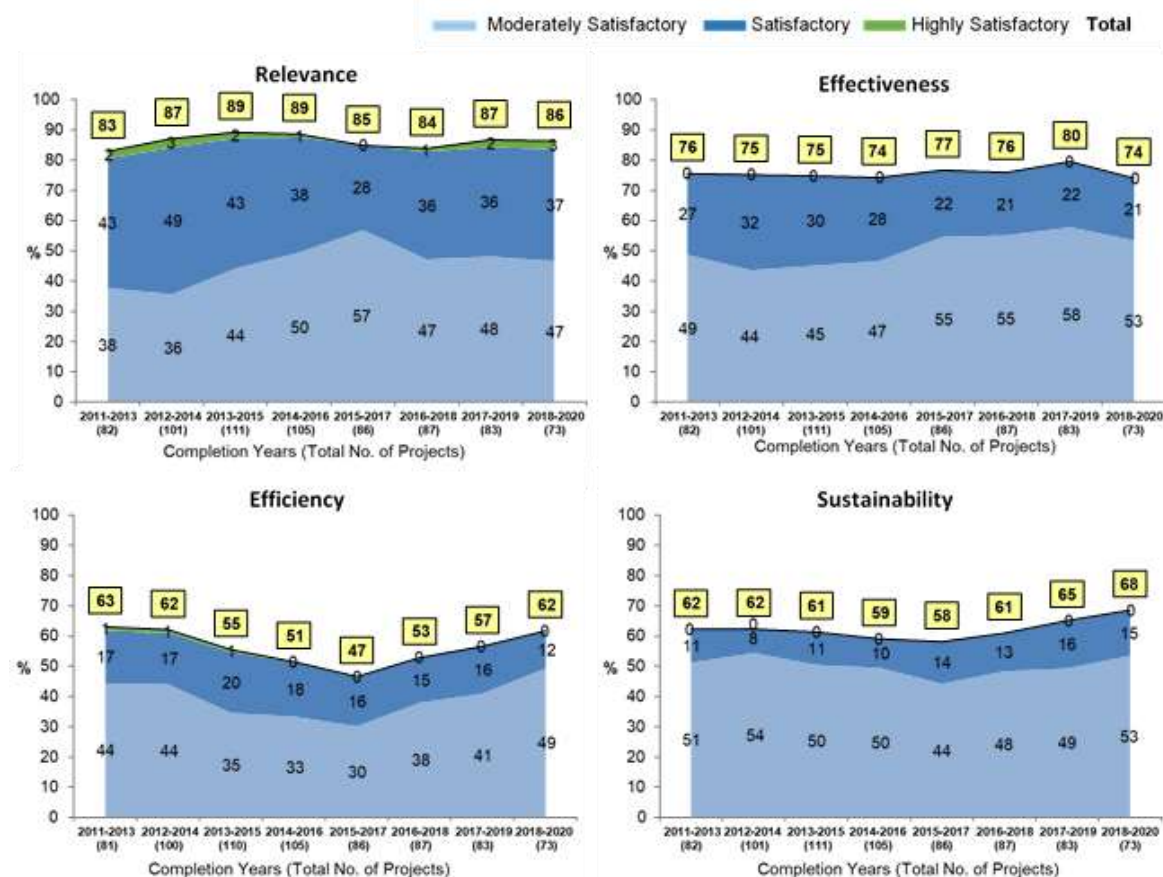 Moderately Satisfactory Satisfactory Highly Satisfactory Total
Relevance
100
90
80
70
60
50
%
40
30
20
10
0
83 87 89 89 85 84 87 86
2 3 2 1 0 1 2 3
43 49 43 38 28 36 36 37
38 36 44 50 57 47 48 47
2011-2013 2012-2014 2013-2015 2014-2016 2015-2017 2016-2018 2017-2019 2018-2020
(82) (101) (111) (105) (86) (87) (83) (73)
Completion Years (Total No. of Projects)
Effectiveness
100
90
80
70
60
50
%
40
30
20
10
0
76 75 75 74 77 76 80 74
0 0 0 0 0 0
27 32 30 28 22 21 22 21
49 44 45 47 55 55 58 53
2011-2013 2012-2014 2013-2015 2014-2016 2015-2017 2016-2018 2017-2019 2018-2020
(82) (101) (111) (105) (86) (87) (83) (73)
Completion Years (Total No. of Projects)
Efficiency
100
90
80
70
60
50
%
40
30
20
10
0
63 62 55 51 47 53 57 62
1 1 1 0 0 0 0 0
17 17 20 18 16 15 16 12
44 44 35 33 30 38 41 49
2011-2013 2012-2014 2013-2015 2014-2016 2015-2017 2016-2018 2017-2019 2018-2020
(81) (100) (110) (105) (86) (87) (83) (73)
Completion Years (Total No. of Projects)
Sustainability
100
90
80
70
60
50
%
40
30
20
10
0
62 62 61 59 58 61 65 68
0 0 0 0 0 0
11 8 11 10 14 13 16 15
51 54 50 50 44 48 49 53
2011-2013 2012-2014 2013-2015 2014-2016 2015-2017 2016-2018 2017-2019 2018-2020
(82) (101) (111) (105) (86) (87) (83) (73)
Completion Years (Total No. of Projects)